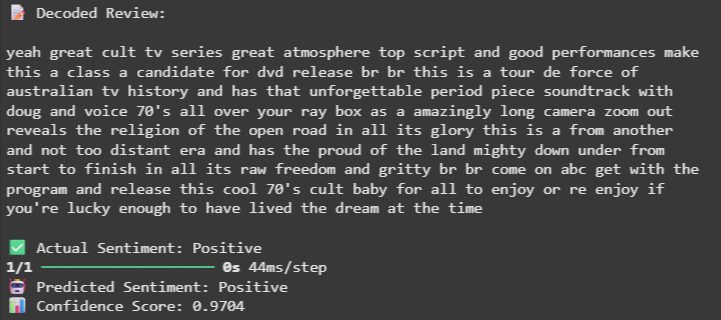 📝 Decoded Review:
yeah great cult tv series great atmosphere top script and good performances make
this a class a candidate for dvd release br br this is a tour de force of
australian tv history and has that unforgettable period piece soundtrack with
doug and voice 70's all over your ray box as a amazingly long camera zoom out
reveals the religion of the open road in all its glory this is a from another
and not too distant era and has the proud of the land mighty down under from
start to finish in all its raw freedom and gritty br br come on abc get with the
program and release this cool 70's cult baby for all to enjoy or re enjoy if
you're lucky enough to have lived the dream at the time
✅ Actual Sentiment: Positive
1/1 ━━━━━━━━━━━━━━━━━━━━ 0s 44ms/step
🤖 Predicted Sentiment: Positive
📊 Confidence Score: 0.9704